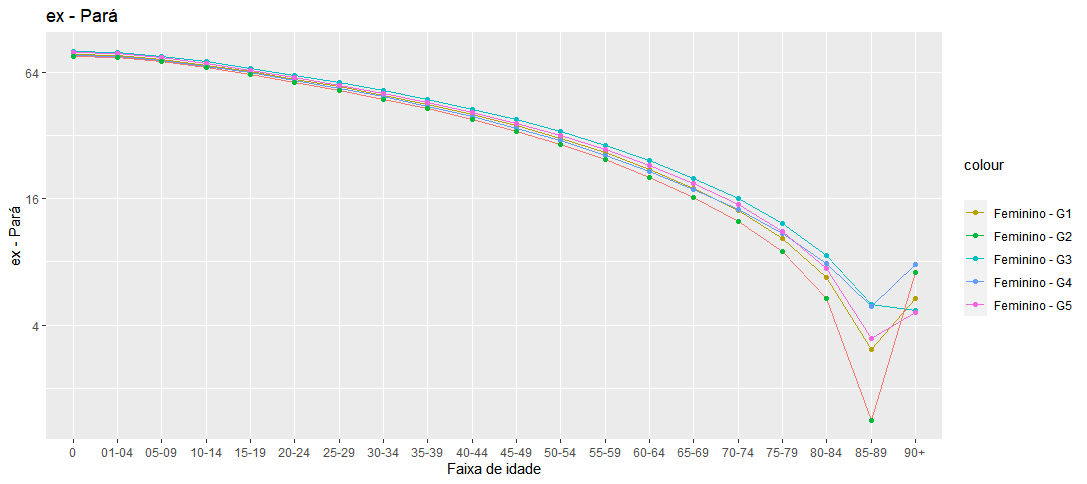 ex - Pará
ex - Pará
64
16
4
0 01-04 05-09 10-14 15-19 20-24 25-29 30-34 35-39 40-44 45-49 50-54 55-59 60-64 65-69 70-74 75-79 80-84 85-89 90+
Faixa de idade
colour
Feminino - G1
Feminino - G2
Feminino - G3
Feminino - G4
Feminino - G5